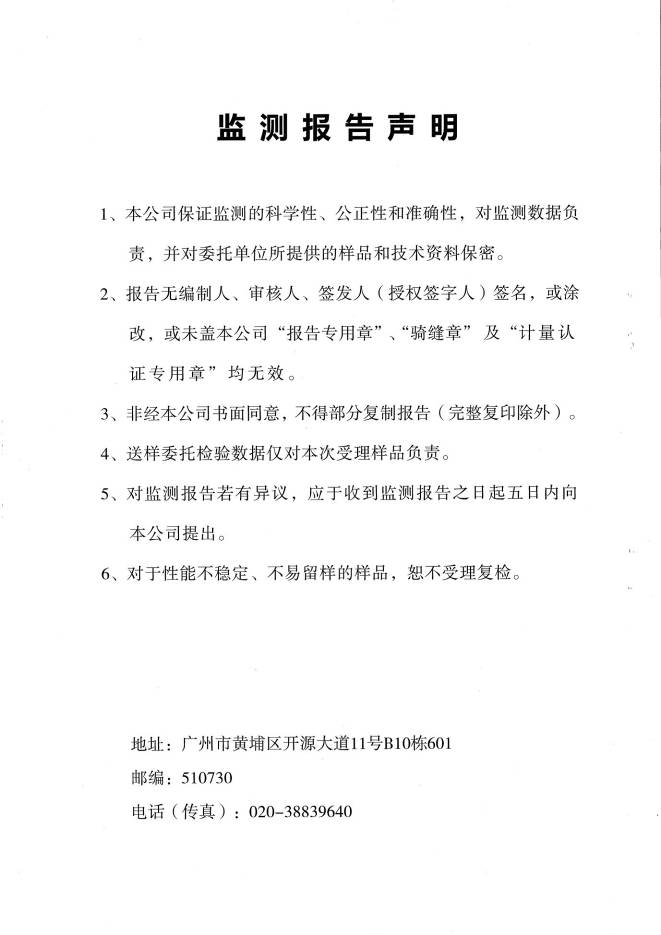 监测报告声明
1、本公司保证监测的科学性、公正性和准确性，对监测数据负
责，并对委托单位所提供的样品和技术资料保密。
2、报告无编制人、审核人、签发人（授权签字人）签名，或涂
改，或未盖本公司“报告专用章”、“骑缝章” 及 “计量认
证专用章” 均无效。
3、非经本公司书面同意，不得部分复制报告（完整复印除外）。
4、送样委托检验数据仅对本次受理样品负责。
5、对监测报告若有异议，应于收到监测报告之日起五日内向
本公司提出。
6、对于性能不稳定、不易留样的样品，恕不受理复检。
地址：广州市黄埔区开源大道11号B10栋601
邮编：510730
电话（传真）：020-38839640